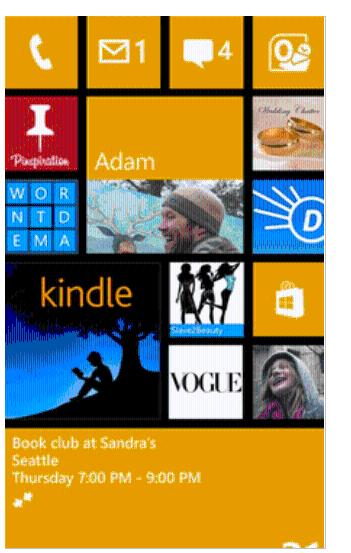 1
4
Pinspiration
Adam
Wedding Chatter
W O R
N T D
E M A
D
kindle
Slave2Beauty
VOGUE
Book club at Sandra's
Seattle
Thursday 7:00 PM - 9:00 PM